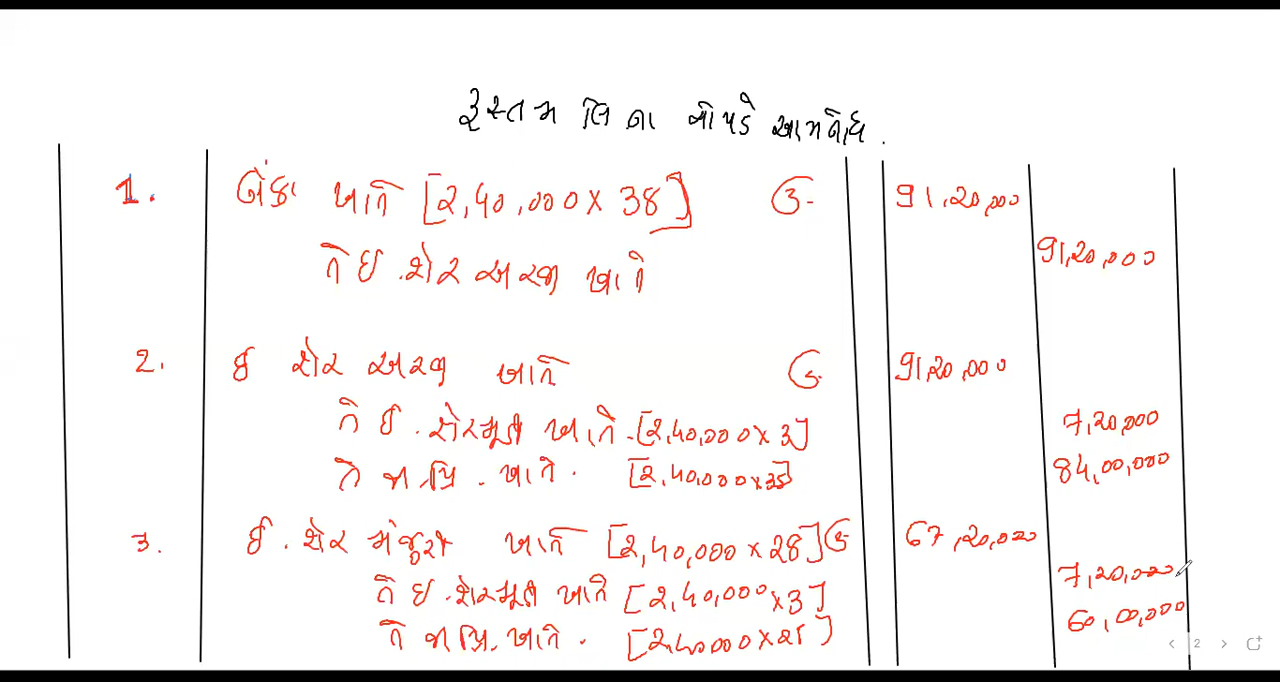 રૂસ્તમ લિ ના ચોપડે આમનોંધ.
1. બેંક ખાતે [2,40,000 x 38] ઉ. 91,20,000
તે ઈ.શેર અરજી ખાતે 91,20,000
2. ઈ શેર અરજી ખાતે ઉ. 91,20,000
તે ઈ.શેરમૂડી ખાતે.[2,40,000 x 3] 7,20,000
તે જા.પ્રિ. ખાતે. [2,40,000 x 35] 84,00,000
3. ઈ.શેર મંજૂરી ખાતે [2,40,000 x 28] ઉ 67,20,000
તે ઈ.શેરમૂડી ખાતે [2,40,000 x 3] 7,20,000
તે જા પ્રિ.ખાતે. [2,40000 x 25] 60,00,000
2